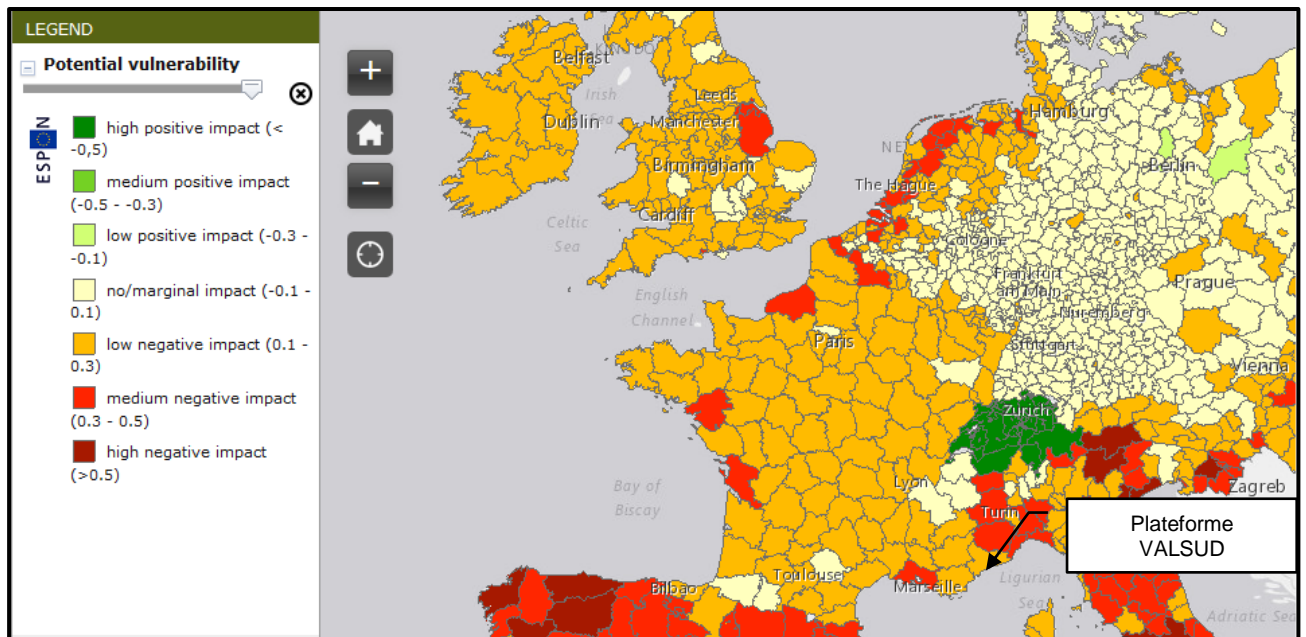 LEGEND
Potential vulnerability
ESPON
high positive impact (<
-0,5)
medium positive impact
(-0.5 - -0.3)
low positive impact (-0.3 -
-0.1)
no/marginal impact (-0.1 -
0.1)
low negative impact (0.1 -
0.3)
medium negative impact
(0.3 - 0.5)
high negative impact
(>0.5)
+
−
Belfast
Irish
Sea
Leeds
Dublin
Manchester
Birmingham
Cardiff
Celtic
Sea
English
Channel
Hamburg
NE
Berlin
The Hague
Cologne
Frankfurt
am Main
Prague
Nuremberg
Stuttgart
Paris
Vienna
Zürich
Bay of
Biscay
Lyon
Turin
Zagreb
Plateforme
VALSUD
Toulouse
Bilbao
Marseille
Ligurian
Sea
Adriatic Sea